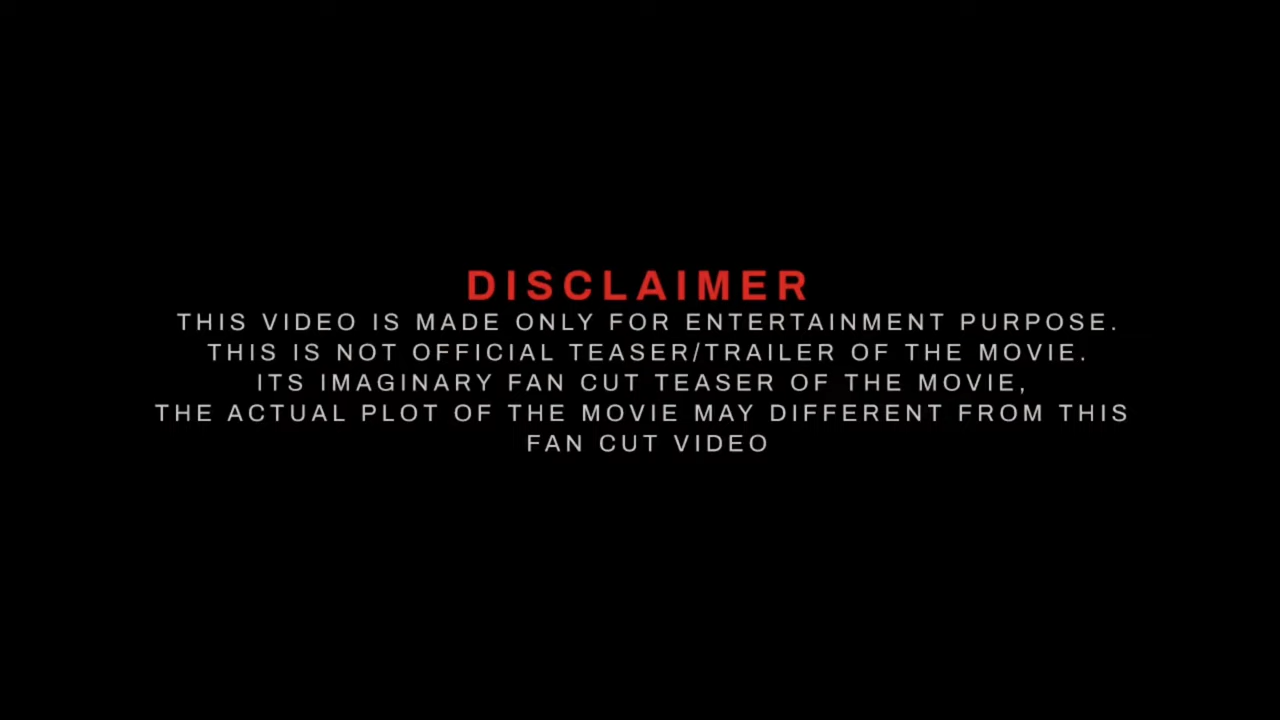 DISCLAIMER
THIS VIDEO IS MADE ONLY FOR ENTERTAINMENT PURPOSE.
THIS IS NOT OFFICIAL TEASER/TRAILER OF THE MOVIE.
ITS IMAGINARY FAN CUT TEASER OF THE MOVIE,
THE ACTUAL PLOT OF THE MOVIE MAY DIFFERENT FROM THIS
FAN CUT VIDEO